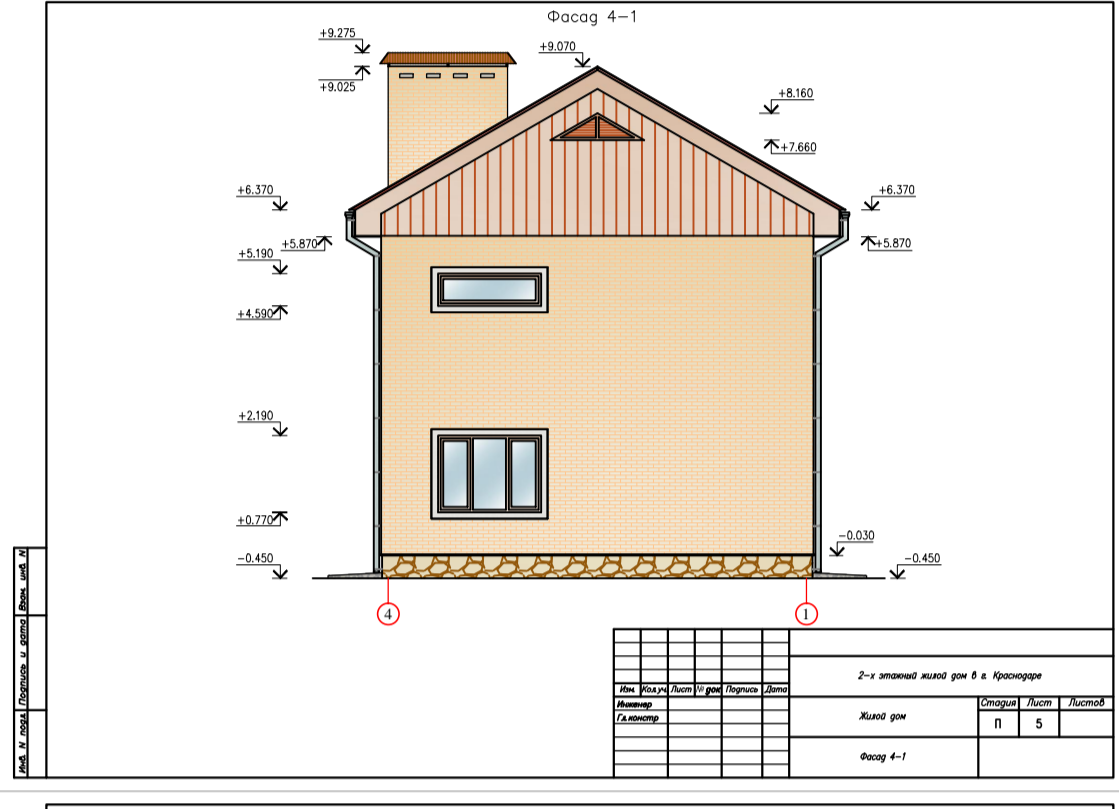 Фасад 4-1
+9.275
+9.070
+9.025
+8.160
+7.660
+6.370
+6.370
+5.870
+5.870
+5.190
+4.590
+2.190
+0.770
-0.030
-0.450
-0.450
4
1
Взам. инв. N
Подпись и дата
Инв. N подл.
2-х этажный жилой дом в г. Краснодаре
Изм. Кол.уч. Лист № док Подпись Дата
Инженер
Гл.констр
Жилой дом
Стадия Лист Листов
П 5
Фасад 4-1